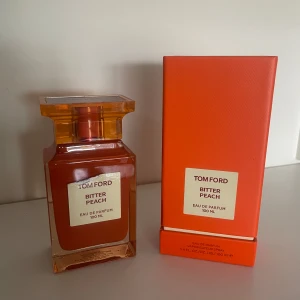 TOM FORD
BITTER
PEACH
EAU DE PARFUM
100 ML
TOM FORD
BITTER
PEACH
EAU DE PARFUM
100 ML